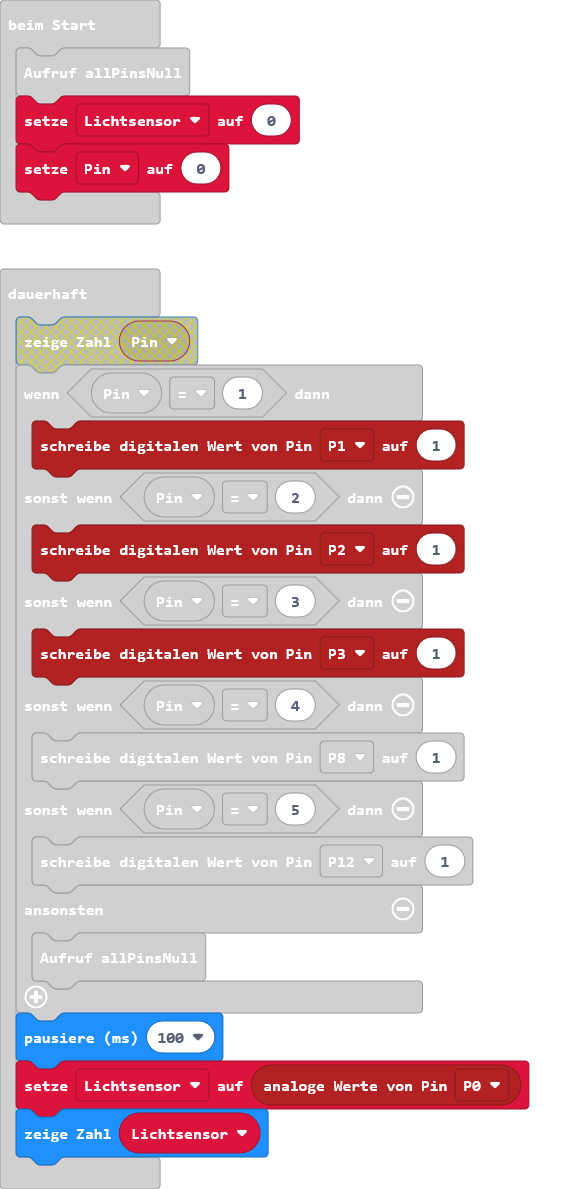 beim Start
Aufruf allPinsNull
setze Lichtsensor auf 0
setze Pin auf 0
dauerhaft
zeige Zahl Pin
wenn Pin = 1 dann
schreibe digitalen Wert von Pin P1 auf 1
sonst wenn Pin = 2 dann
schreibe digitalen Wert von Pin P2 auf 1
sonst wenn Pin = 3 dann
schreibe digitalen Wert von Pin P3 auf 1
sonst wenn Pin = 4 dann
schreibe digitalen Wert von Pin P8 auf 1
sonst wenn Pin = 5 dann
schreibe digitalen Wert von Pin P12 auf 1
ansonsten
Aufruf allPinsNull
pausiere (ms) 100
setze Lichtsensor auf analoge Werte von Pin P0
zeige Zahl Lichtsensor